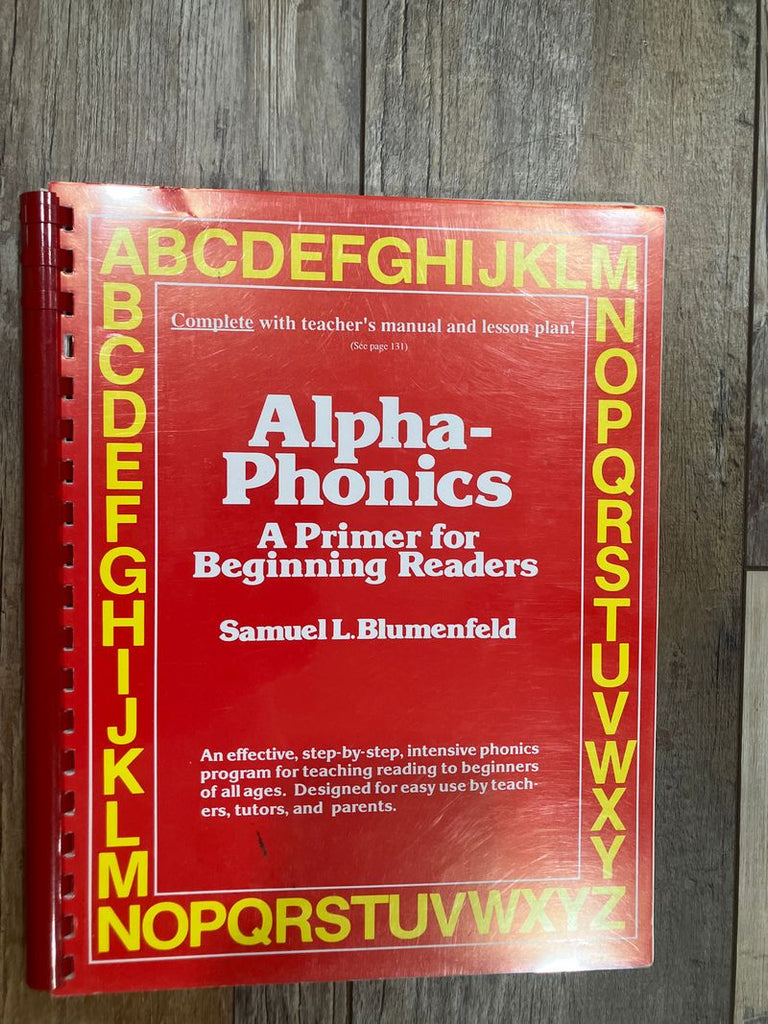 ABCDEFGHIJKLM
BCDEFGHIJKLM
NOPQRSTUVWXY
Complete with teacher's manual and lesson plan!
(See page 131)
Alpha-
Phonics
A Primer for
Beginning Readers
Samuel L. Blumenfeld
An effective, step-by-step, intensive phonics
program for teaching reading to beginners
of all ages. Designed for easy use by teach-
ers, tutors, and parents.
NOPQRSTUVWXYZ